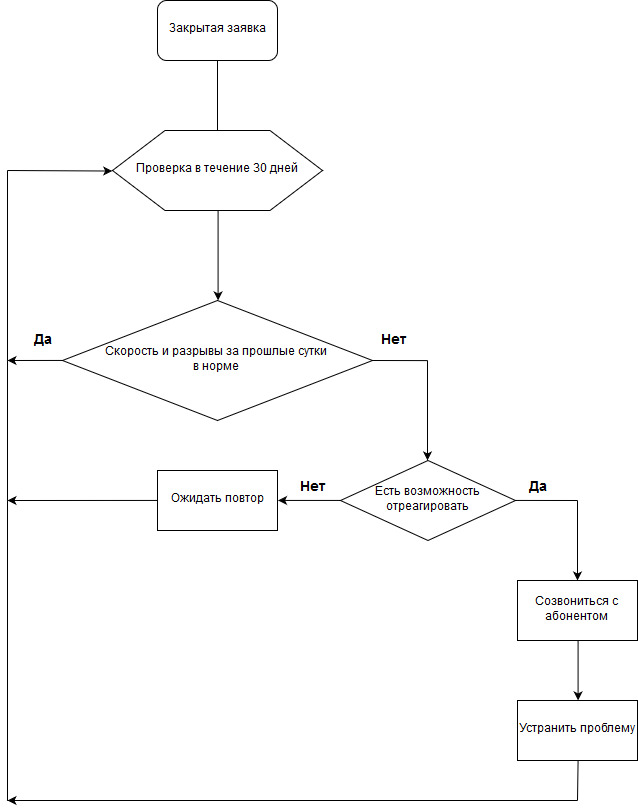 Закрытая заявка
Проверка в течение 30 дней
Да
Нет
Скорость и разрывы за прошлые сутки
в норме
Ожидать повтор
Нет
Есть возможность
отреагировать
Да
Созвониться с
абонентом
Устранить проблему